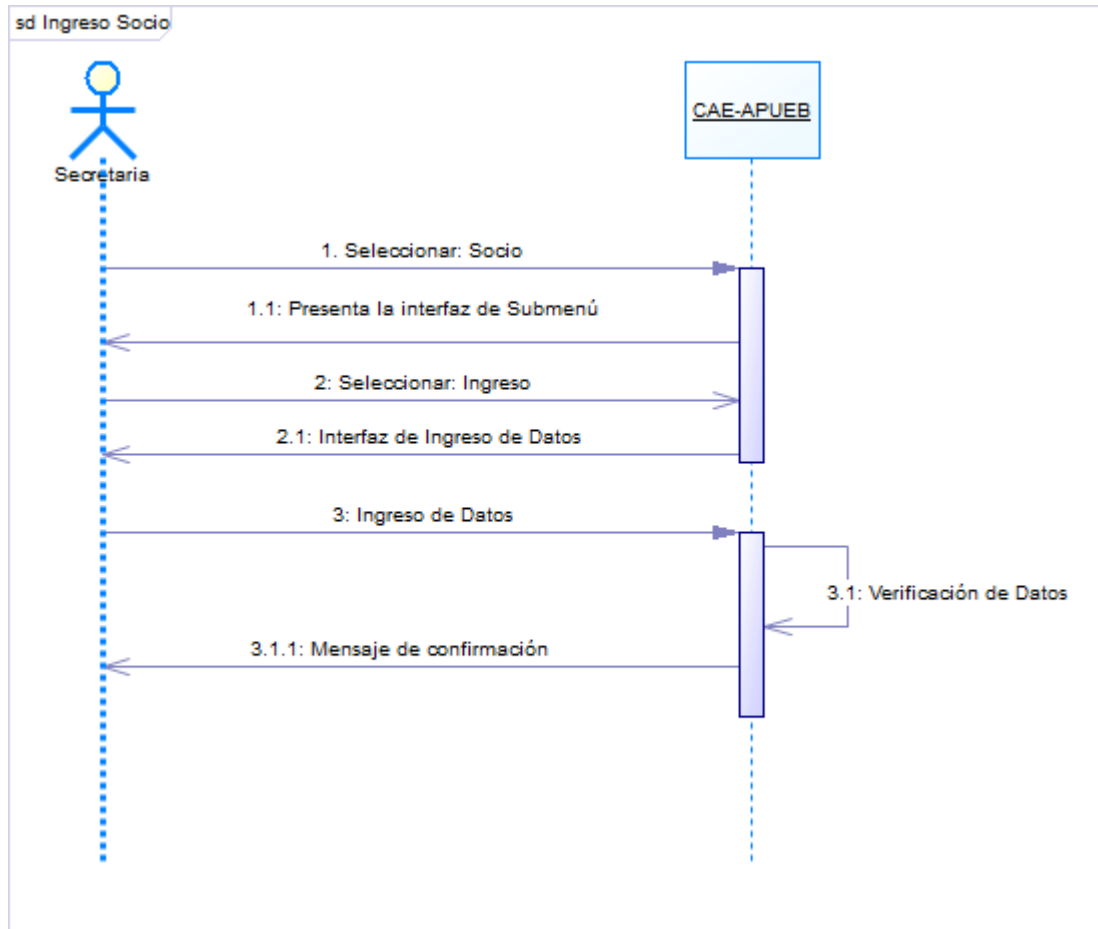 sd Ingreso Socio
CAE-APUEB
Secretaria
1. Seleccionar: Socio
1.1: Presenta la interfaz de Submenú
2: Seleccionar: Ingreso
2.1: Interfaz de Ingreso de Datos
3: Ingreso de Datos
3.1: Verificación de Datos
3.1.1: Mensaje de confirmación